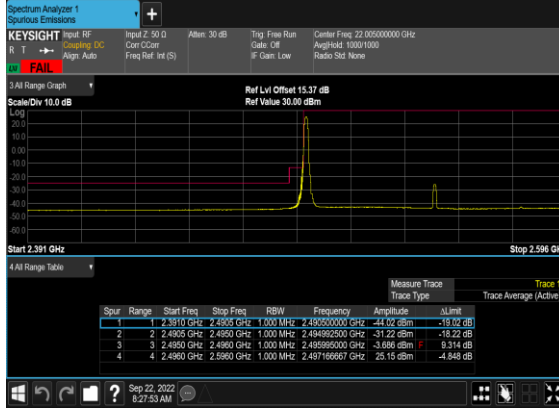 Spectrum Analyzer 1
Spurious Emissions
+
KEYSIGHT Input: RF Input Z: 50 Ω Atten: 30 dB Trig: Free Run Center Freq: 22.005000000 GHz
R T Coupling: DC Corr CCorr Gate: Off Avg|Hold: 1000/1000
Align: Auto Freq Ref: Int (S) IF Gain: Low Radio Std: None
FAIL
3 All Range Graph
Ref Lvl Offset 15.37 dB
Scale/Div 10.0 dB Ref Value 30.00 dBm
Log
20.0
10.0
0.00
-10.0
-20.0
-30.0
-40.0
-50.0
-60.0
Start 2.391 GHz Stop 2.596 GH
4 All Range Table
Measure Trace Trace 1
Trace Type Trace Average (Active
Spur Range Start Freq Stop Freq RBW Frequency Amplitude ΔLimit
1 1 2.3910 GHz 2.4905 GHz 1.000 MHz 2.490500000 GHz -44.02 dBm -19.02 dB
2 2 2.4905 GHz 2.4950 GHz 1.000 MHz 2.494992500 GHz -31.22 dBm -18.22 dB
3 3 2.4950 GHz 2.4960 GHz 1.000 MHz 2.495995000 GHz -3.686 dBm F 9.314 dB
4 4 2.4960 GHz 2.5960 GHz 1.000 MHz 2.497166667 GHz 25.15 dBm -4.848 dB
?
Sep 22, 2022
8:27:53 AM